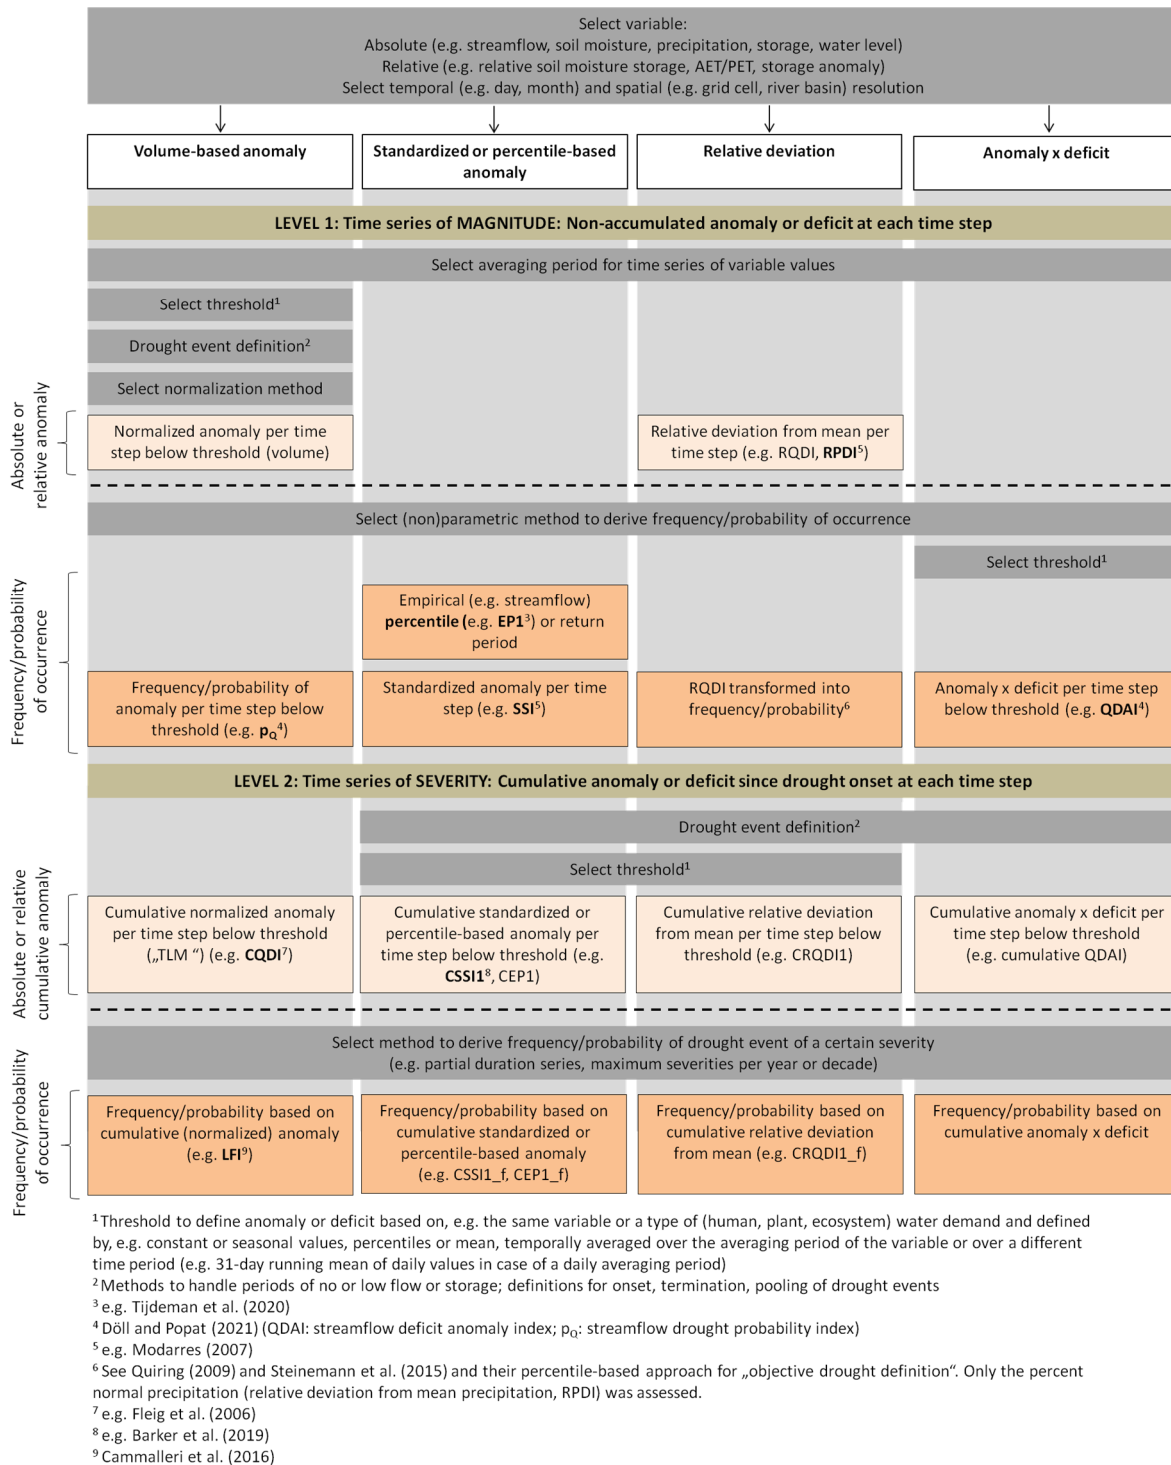 Select variable:
Absolute (e.g. streamflow, soil moisture, precipitation, storage, water level)
Relative (e.g. relative soil moisture storage, AET/PET, storage anomaly)
Select temporal (e.g. day, month) and spatial (e.g. grid cell, river basin) resolution
Volume-based anomaly
Standardized or percentile-based
anomaly
Relative deviation
Anomaly x deficit
LEVEL 1: Time series of MAGNITUDE: Non-accumulated anomaly or deficit at each time step
Select averaging period for time series of variable values
Select threshold¹
Drought event definition²
Select normalization method
Absolute or
relative anomaly
Normalized anomaly per time
step below threshold (volume)
Relative deviation from mean per
time step (e.g. RQDI, RPDI⁵)
Select (non)parametric method to derive frequency/probability of occurrence
Select threshold¹
Frequency/probability
of occurrence
Empirical (e.g. streamflow)
percentile (e.g. EP1³) or return
period
Frequency/probability of
anomaly per time step below
threshold (e.g. pQ⁴)
Standardized anomaly per time
step (e.g. SSI⁵)
RQDI transformed into
frequency/probability⁶
Anomaly x deficit per time step
below threshold (e.g. QDAI⁴)
LEVEL 2: Time series of SEVERITY: Cumulative anomaly or deficit since drought onset at each time step
Drought event definition²
Select threshold¹
Absolute or relative
cumulative anomaly
Cumulative normalized anomaly
per time step below threshold
(„TLM “) (e.g. CQDI⁷)
Cumulative standardized or
percentile-based anomaly per
time step below threshold (e.g.
CSSI1⁸, CEP1)
Cumulative relative deviation
from mean per time step below
threshold (e.g. CRQDI1)
Cumulative anomaly x deficit per
time step below threshold
(e.g. cumulative QDAI)
Select method to derive frequency/probability of drought event of a certain severity
(e.g. partial duration series, maximum severities per year or decade)
Frequency/probability
of occurrence
Frequency/probability based on
cumulative (normalized) anomaly
(e.g. LFI⁹)
Frequency/probability based on
cumulative standardized or
percentile-based anomaly
(e.g. CSSI1_f, CEP1_f)
Frequency/probability based on
cumulative relative deviation
from mean (e.g. CRQDI1_f)
Frequency/probability based on
cumulative anomaly x deficit
¹ Threshold to define anomaly or deficit based on, e.g. the same variable or a type of (human, plant, ecosystem) water demand and defined
by, e.g. constant or seasonal values, percentiles or mean, temporally averaged over the averaging period of the variable or over a different
time period (e.g. 31-day running mean of daily values in case of a daily averaging period)
² Methods to handle periods of no or low flow or storage; definitions for onset, termination, pooling of drought events
³ e.g. Tijdeman et al. (2020)
⁴ Döll and Popat (2021) (QDAI: streamflow deficit anomaly index; pQ: streamflow drought probability index)
⁵ e.g. Modarres (2007)
⁶ See Quiring (2009) and Steinemann et al. (2015) and their percentile-based approach for „objective drought definition“. Only the percent
normal precipitation (relative deviation from mean precipitation, RPDI) was assessed.
⁷ e.g. Fleig et al. (2006)
⁸ e.g. Barker et al. (2019)
⁹ Cammalleri et al. (2016)